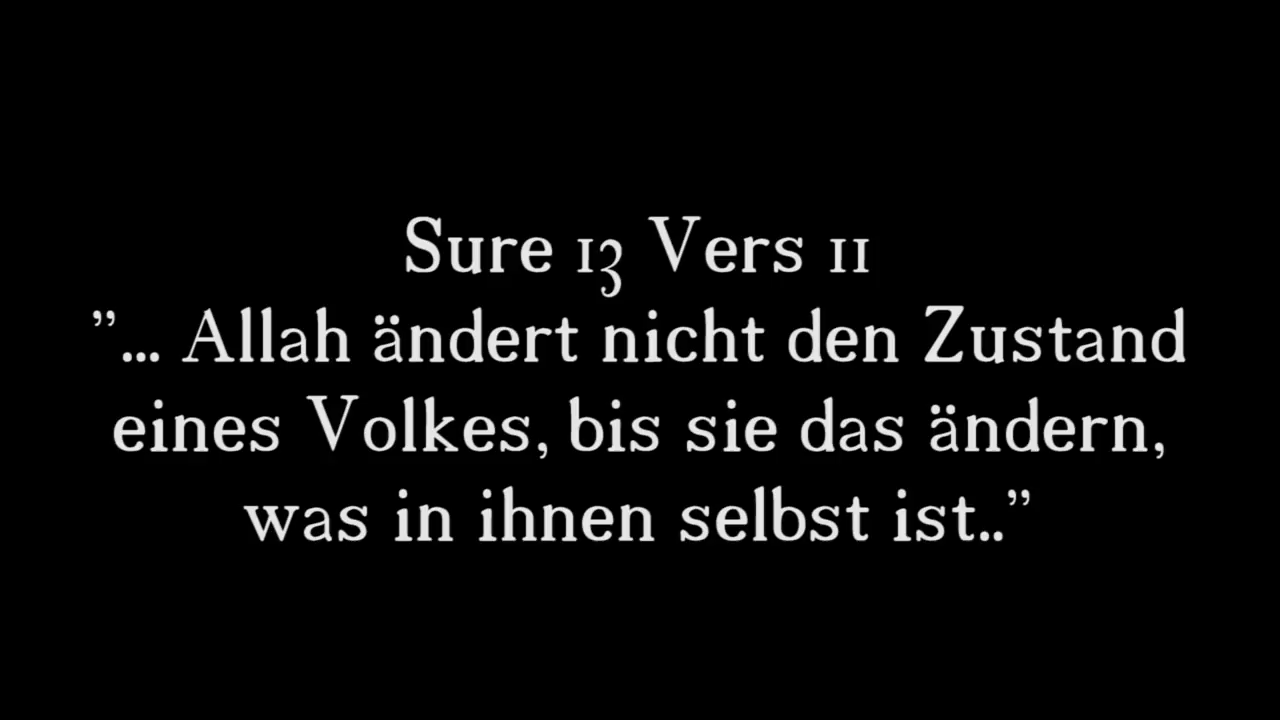 Sure 13 Vers 11
”... Allah ändert nicht den Zustand
eines Volkes, bis sie das ändern,
was in ihnen selbst ist..”